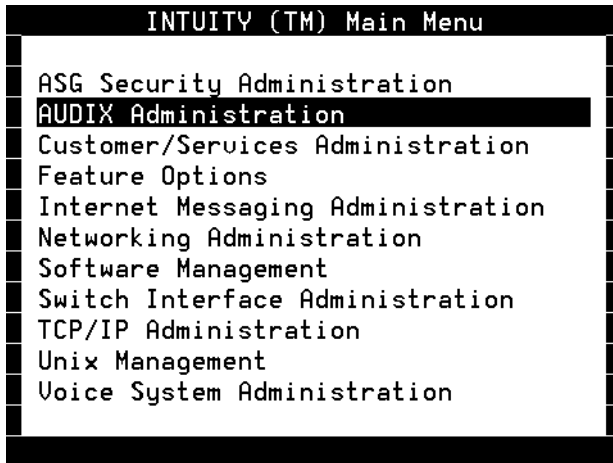 INTUITY (TM) Main Menu
ASG Security Administration
AUDIX Administration
Customer/Services Administration
Feature Options
Internet Messaging Administration
Networking Administration
Software Management
Switch Interface Administration
TCP/IP Administration
Unix Management
Voice System Administration